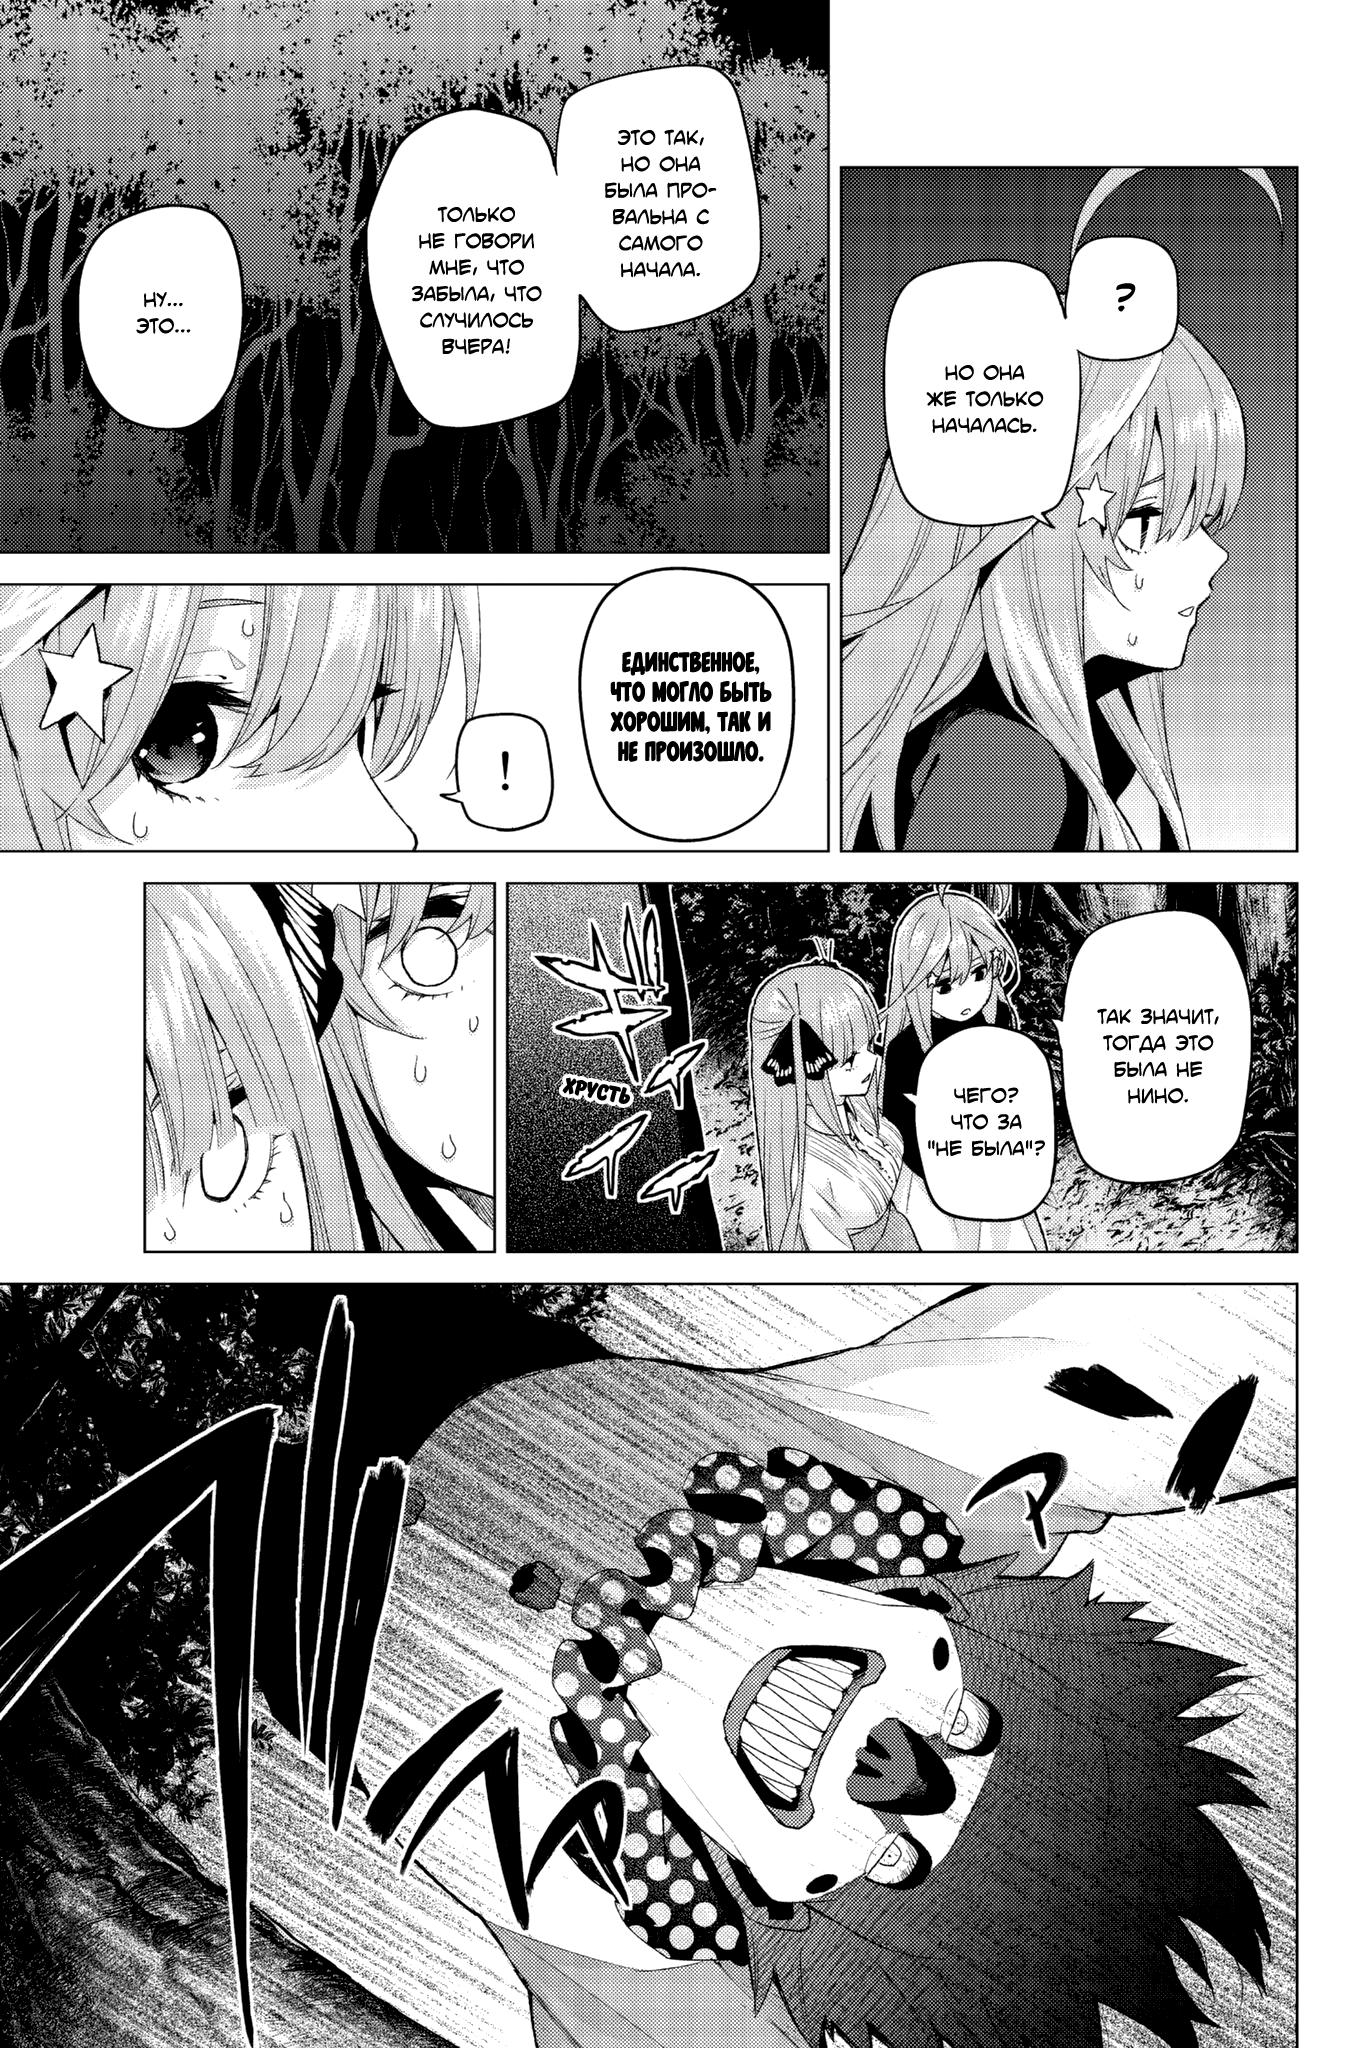 ?
НО ОНА
ЖЕ ТОЛЬКО
НАЧАЛАСЬ.
ЭТО ТАК,
НО ОНА
БЫЛА ПРО-
ВАЛЬНА С
САМОГО
НАЧАЛА.
ТОЛЬКО
НЕ ГОВОРИ
МНЕ, ЧТО
ЗАБЫЛА, ЧТО
СЛУЧИЛОСЬ
ВЧЕРА!
НУ...
ЭТО...
ЕДИНСТВЕННОЕ,
ЧТО МОГЛО БЫТЬ
ХОРОШИМ, ТАК И
НЕ ПРОИЗОШЛО.
!
ТАК ЗНАЧИТ,
ТОГДА ЭТО
БЫЛА НЕ
НИНО.
ЧЕГО?
ЧТО ЗА
"НЕ БЫЛА"?
ХРУСТЬ